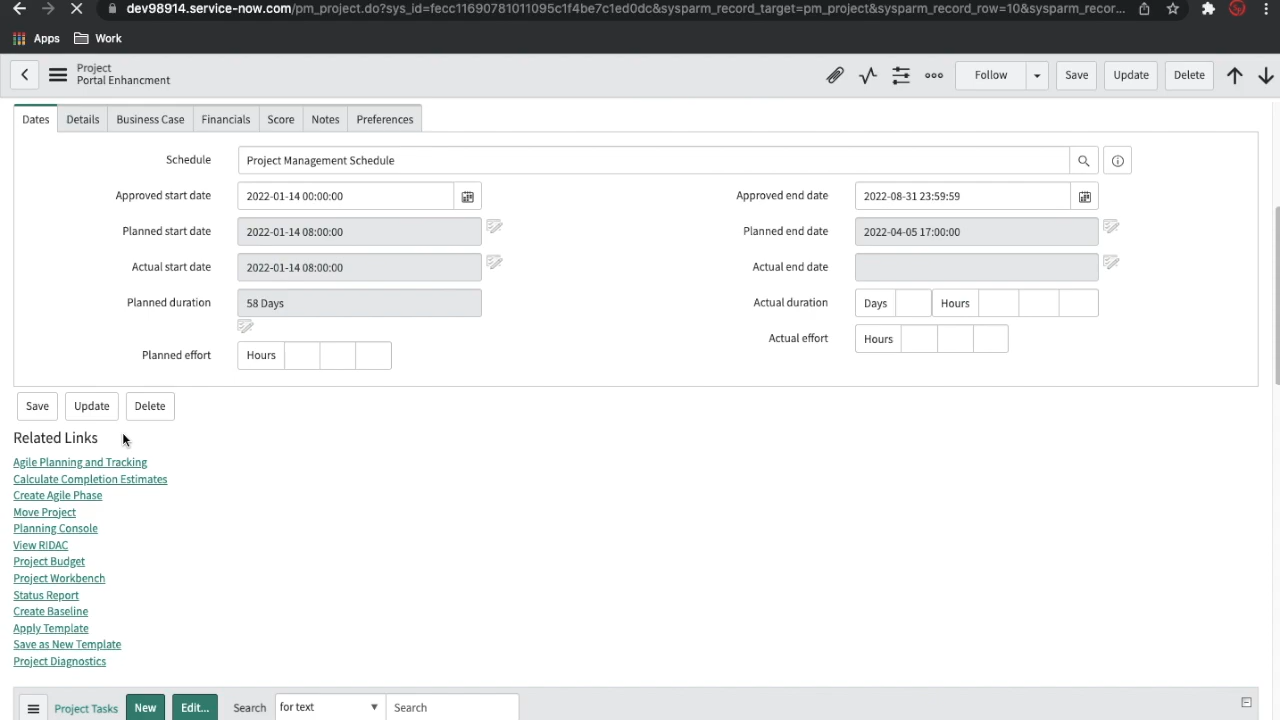 dev98914.service-now.com/pm_project.do?sys_id=fecc11690781011095c1f4be7c1ed0dc&sysparm_record_target=pm_project&sysparm_record_row=10&sysparm_recor...
Apps Work
Project
Portal Enhancment
Follow Save Update Delete
Dates Details Business Case Financials Score Notes Preferences
Schedule Project Management Schedule
Approved start date 2022-01-14 00:00:00 Approved end date 2022-08-31 23:59:59
Planned start date 2022-01-14 08:00:00 Planned end date 2022-04-05 17:00:00
Actual start date 2022-01-14 08:00:00 Actual end date
Planned duration 58 Days Actual duration Days Hours
Actual effort Hours
Planned effort Hours
Save Update Delete
Related Links
Agile Planning and Tracking
Calculate Completion Estimates
Create Agile Phase
Move Project
Planning Console
View RIDAC
Project Budget
Project Workbench
Status Report
Create Baseline
Apply Template
Save as New Template
Project Diagnostics
Project Tasks New Edit... Search for text Search